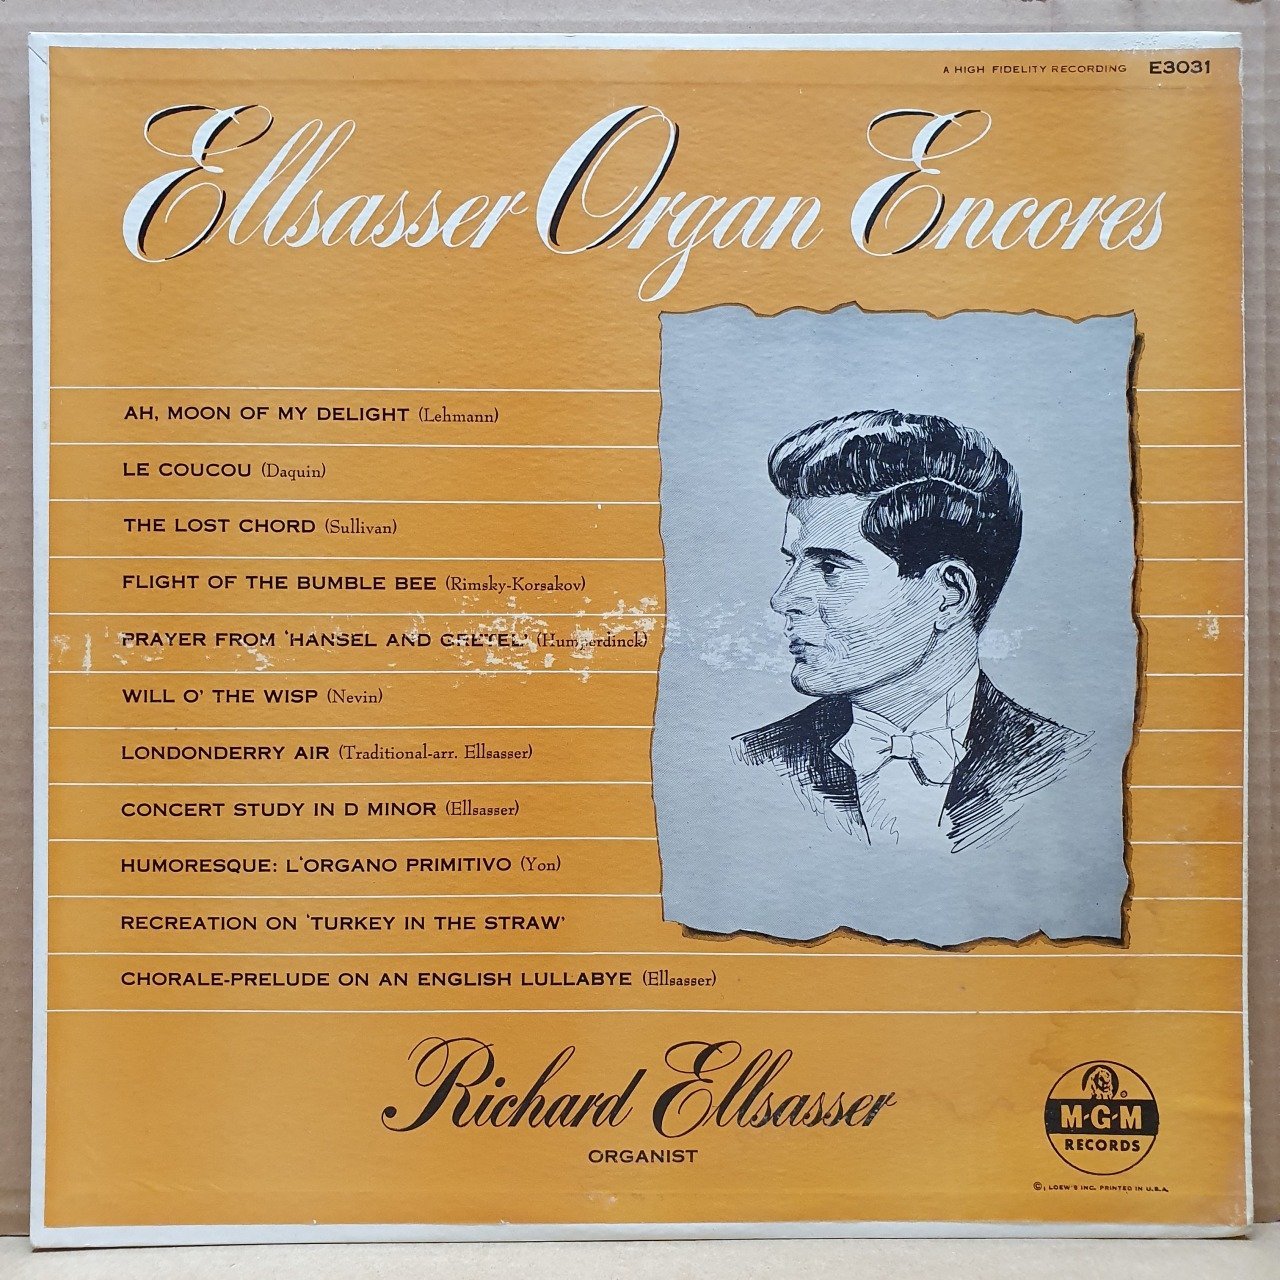 A HIGH FIDELITY RECORDING E3031
Ellsasser Organ Encores
AH, MOON OF MY DELIGHT (Lehmann)
LE COUCOU (Daquin)
THE LOST CHORD (Sullivan)
FLIGHT OF THE BUMBLE BEE (Rimsky-Korsakov)
PRAYER FROM ‘HANSEL AND GRETEL’ (Humperdinck)
WILL O’ THE WISP (Nevin)
LONDONDERRY AIR (Traditional-arr. Ellsasser)
CONCERT STUDY IN D MINOR (Ellsasser)
HUMORESQUE: L‘ORGANO PRIMITIVO (Yon)
RECREATION ON ‘TURKEY IN THE STRAW’
CHORALE-PRELUDE ON AN ENGLISH LULLABYE (Ellsasser)
Richard Ellsasser
ORGANIST
M-G-M
RECORDS
©, LOEW'S INC. PRINTED IN U.S.A.